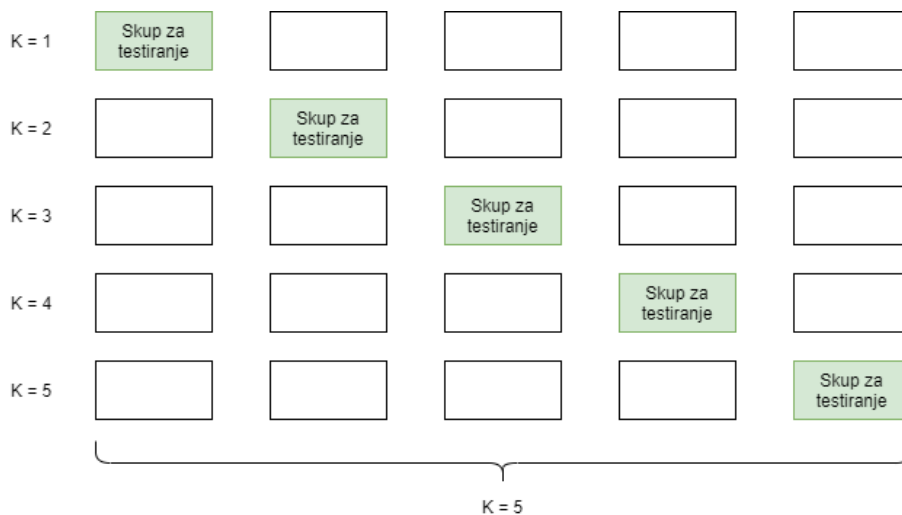 K = 1
Skup za
testiranje
K = 2
Skup za
testiranje
K = 3
Skup za
testiranje
K = 4
Skup za
testiranje
K = 5
Skup za
testiranje
K = 5